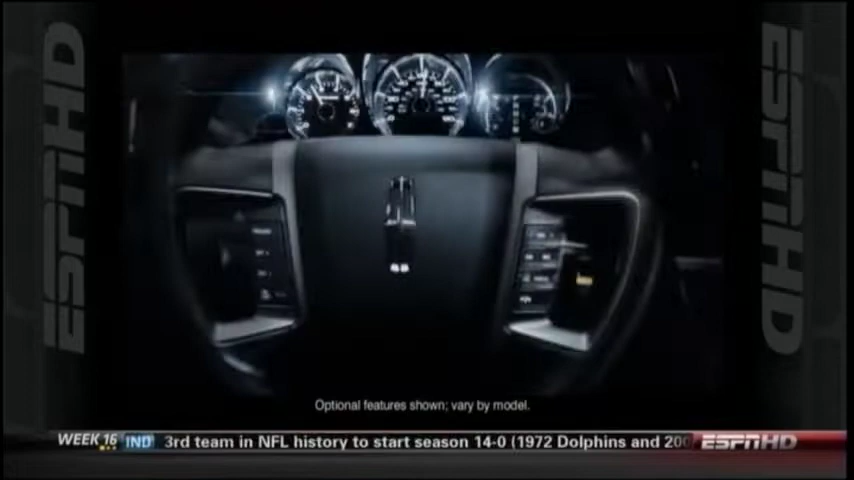 ESPNHD
ESPNHD
Optional features shown; vary by model.
WEEK 16 IND 3rd team in NFL history to start season 14-0 (1972 Dolphins and 200 ESPNHD